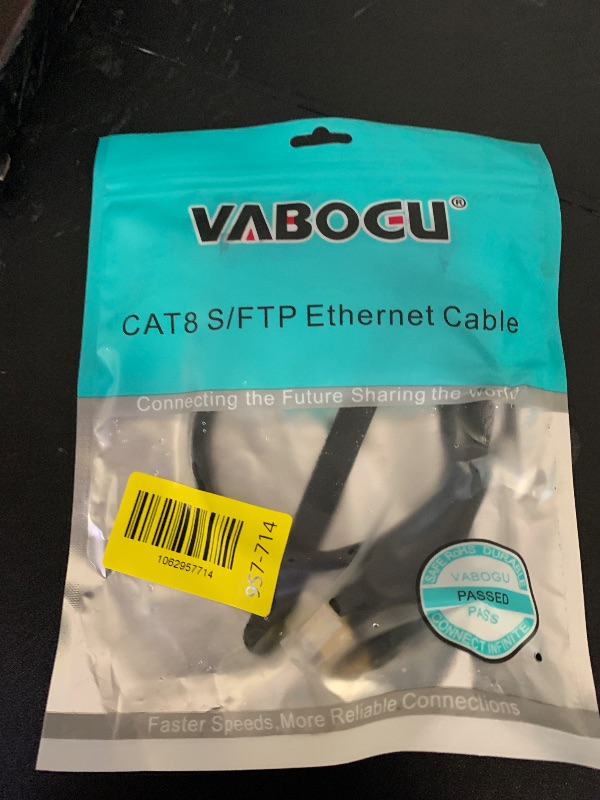 VABOGU®
CAT8 S/FTP Ethernet Cable
Connecting the Future Sharing the world
1062957714
957-714
SAFE RoHS DURABLE
VABOGU
PASSED
PASS
CONNECT INFINITE
Faster Speeds,More Reliable Connections